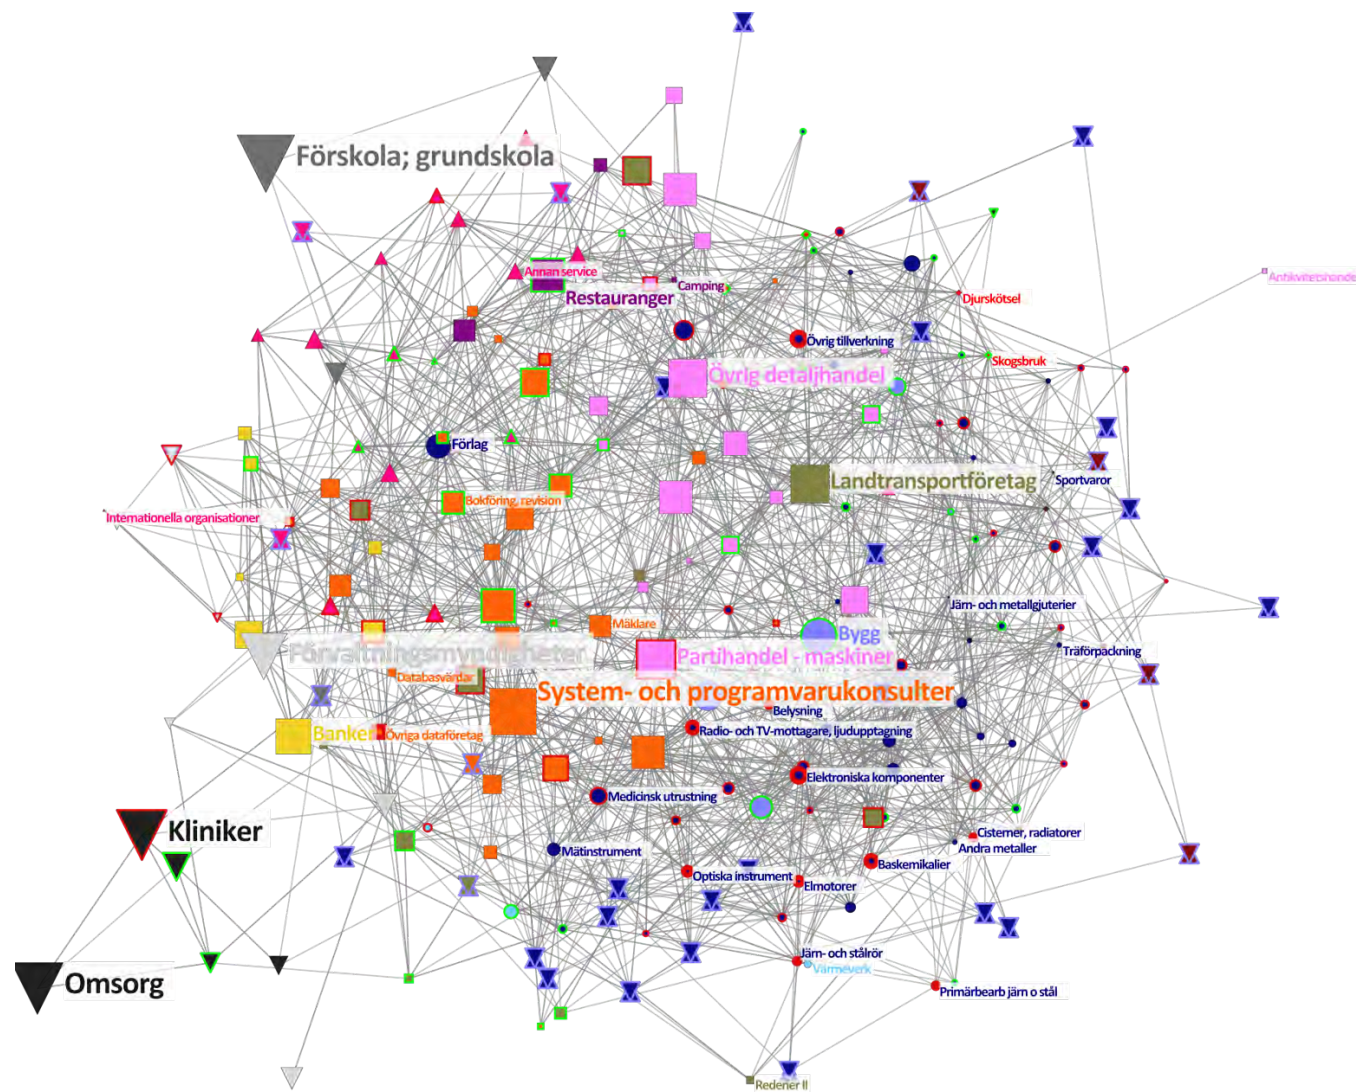 Förskola; grundskola
Annan service
Camping
Restauranger
Antikvitetshandel
Djurskötsel
Övrig tillverkning
Skogsbruk
Övrig detaljhandel
Förlag
Landtransportföretag
Sportvaror
Bokföring, revision
Internationella organisationer
Järn- och metallgjuterier
Mäklare
Bygg
Träförpackning
Förvaltningsmyndigheter
Partihandel - maskiner
Databasvärdar
System- och programvarukonsulter
Belysning
Banker
Övriga dataföretag
Radio- och TV-mottagare, ljudupptagning
Elektroniska komponenter
Medicinsk utrustning
Kliniker
Cisterner, radiatorer
Andra metaller
Mätinstrument
Baskemikalier
Optiska instrument
Elmotorer
Järn- och stålrör
Värmeverk
Omsorg
Primärbearb järn o stål
Rederier II